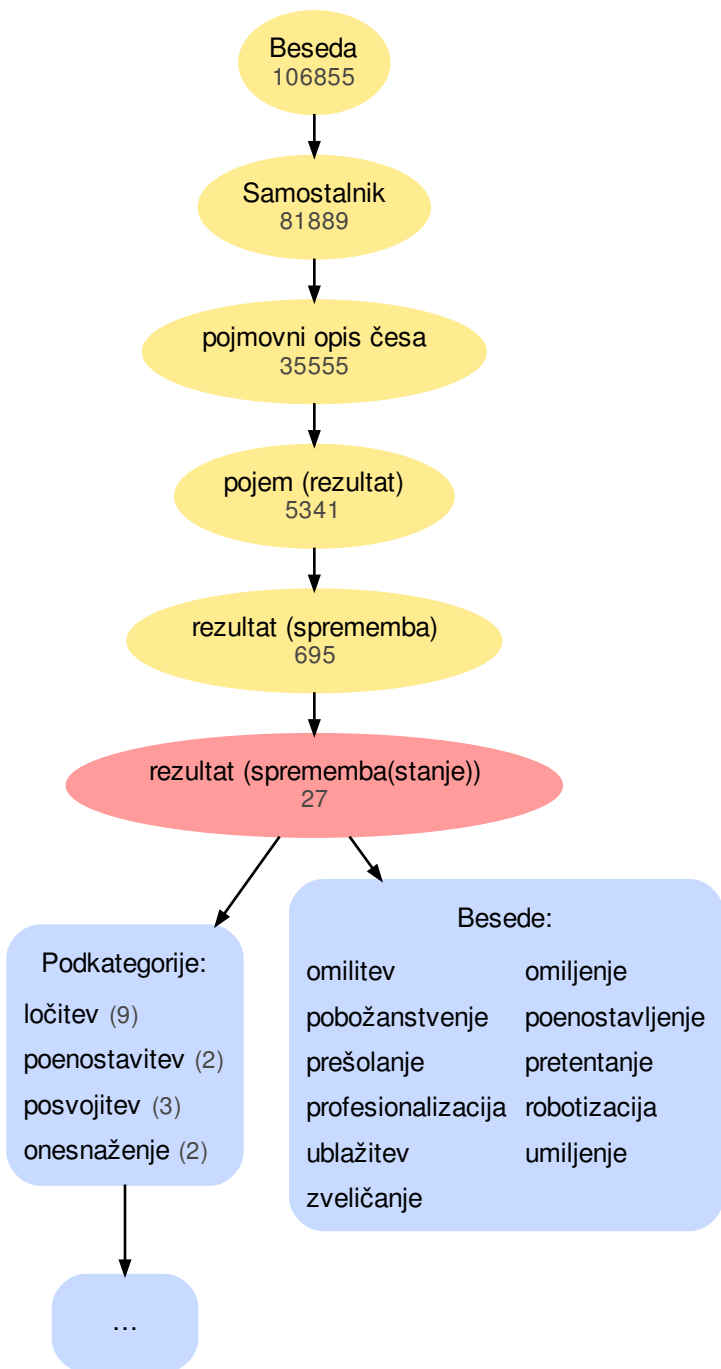 Beseda
106855
Samostalnik
81889
pojmovni opis česa
35555
pojem (rezultat)
5341
rezultat (sprememba)
695
rezultat (sprememba(stanje))
27
Podkategorije:
ločitev (9)
poenostavitev (2)
posvojitev (3)
onesnaženje (2)
...
Besede:
omilitev omiljenje
pobožanstvenje poenostavljenje
prešolanje pretentanje
profesionalizacija robotizacija
ublažitev umiljenje
zveličanje